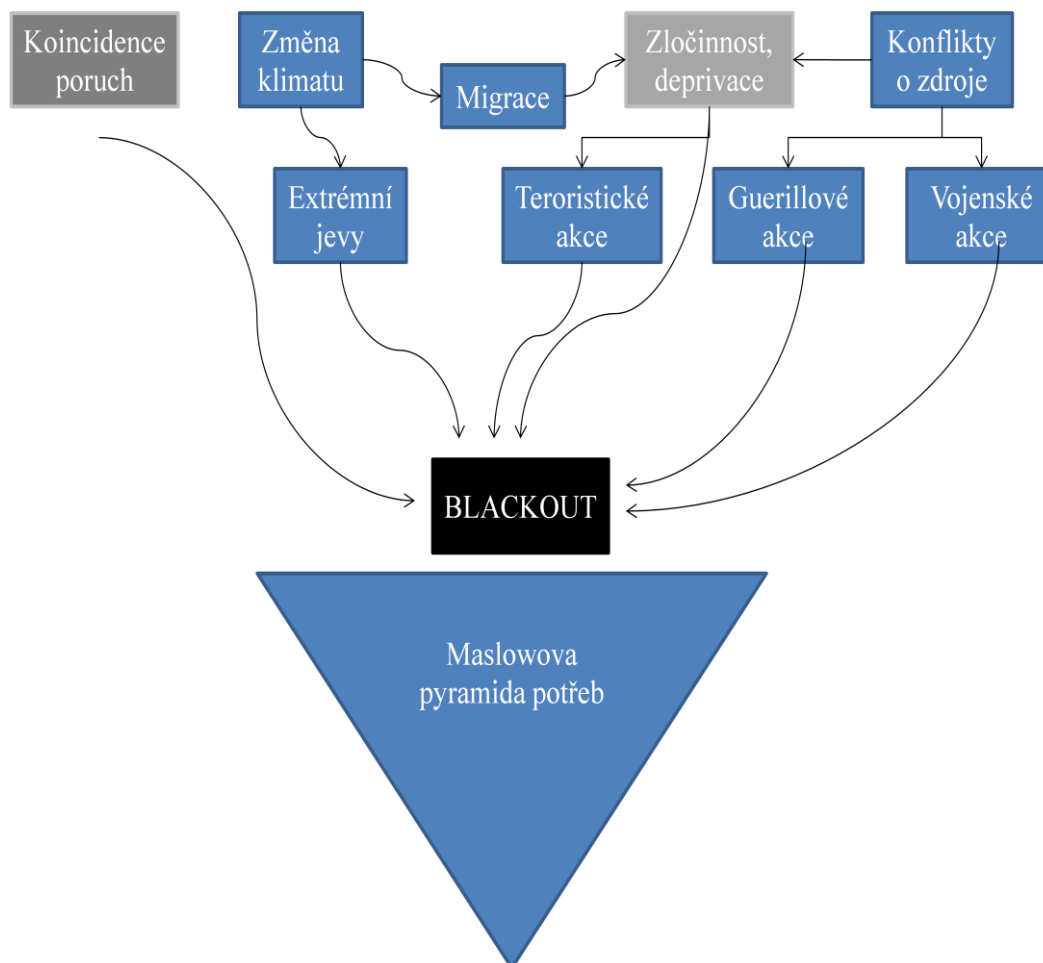 Koincidence
poruch
Změna
klimatu
Migrace
Zločinnost,
deprivace
Konflikty
o zdroje
Extrémní
jevy
Teroristické
akce
Guerillové
akce
Vojenské
akce
BLACKOUT
Maslowova
pyramida potřeb